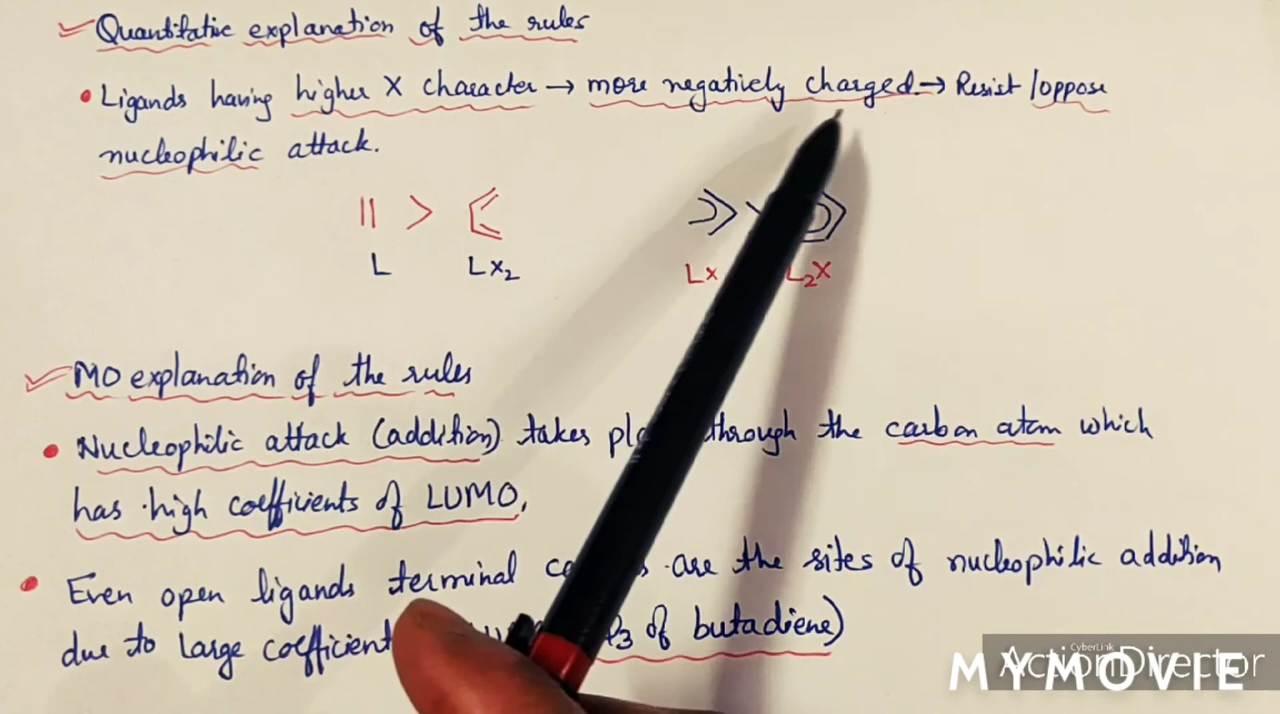 Quantitative explanation of the rules
Ligands having higher X character → more negatively charged → Resist /oppose
nucleophilic attack.
|| >
L LX2 LX L2X
MO explanation of the rules
Nucleophilic attack (addition) takes through the carbon atom which
has high coefficients of LUMO,
Even open ligands terminal are the sites of nucleophilic addition
due to large coefficient of butadiene)
CyberLink
ActionDirector
MYMOVIE